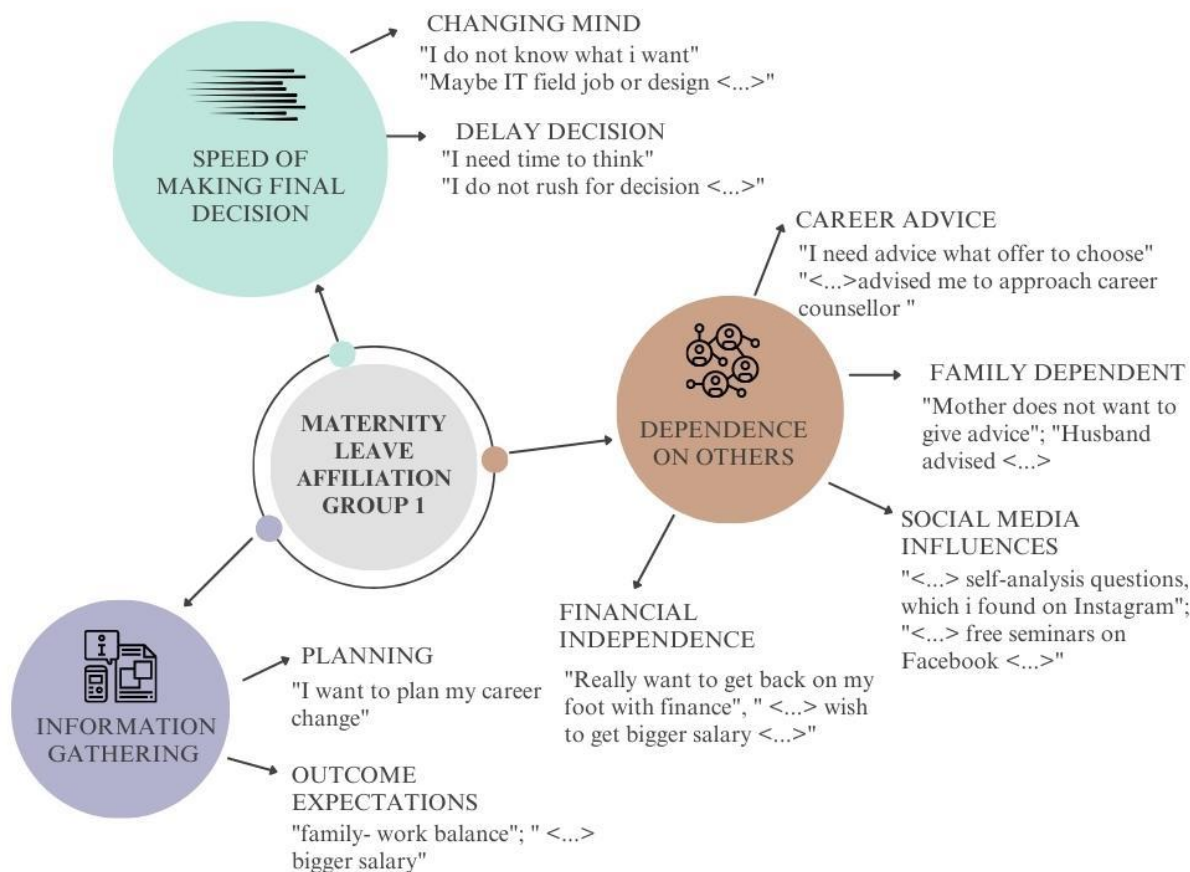 CHANGING MIND
"I do not know what i want"
"Maybe IT field job or design <...>"
SPEED OF
MAKING FINAL
DECISION
DELAY DECISION
"I need time to think"
"I do not rush for decision <...>"
CAREER ADVICE
"I need advice what offer to choose"
"<...>advised me to approach career
counsellor "
MATERNITY
LEAVE
AFFILIATION
GROUP 1
DEPENDENCE
ON OTHERS
FAMILY DEPENDENT
"Mother does not want to
give advice"; "Husband
advised <...>
SOCIAL MEDIA
INFLUENCES
"<...> self-analysis questions,
which i found on Instagram";
"<...> free seminars on
Facebook <...>"
FINANCIAL
INDEPENDENCE
"Really want to get back on my
foot with finance", " <...> wish
to get bigger salary <...>"
INFORMATION
GATHERING
PLANNING
"I want to plan my career
change"
OUTCOME
EXPECTATIONS
"family- work balance"; " <...>
bigger salary"